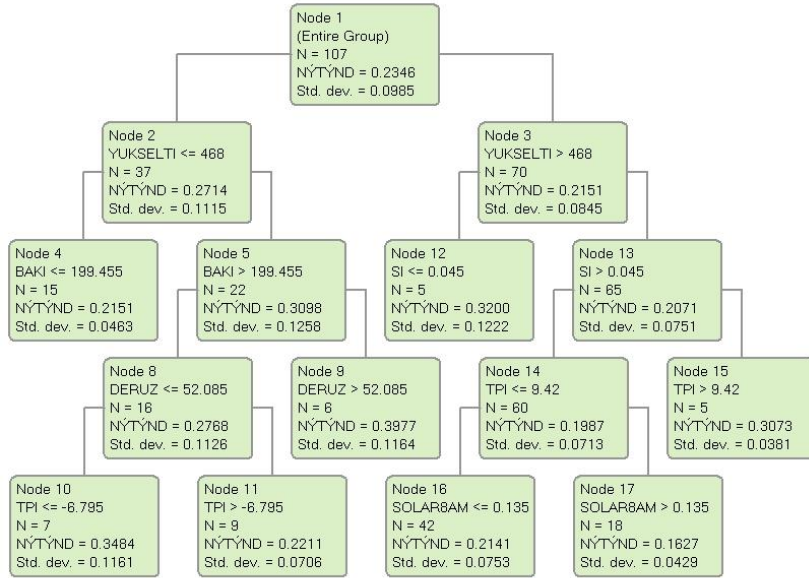 Node 1
(Entire Group)
N = 107
NÝTÝND = 0.2346
Std. dev. = 0.0985
Node 2
YUKSELTI <= 468
N = 37
NÝTÝND = 0.2714
Std. dev. = 0.1115
Node 3
YUKSELTI > 468
N = 70
NÝTÝND = 0.2151
Std. dev. = 0.0845
Node 4
BAKI <= 199.455
N = 15
NÝTÝND = 0.2151
Std. dev. = 0.0463
Node 5
BAKI > 199.455
N = 22
NÝTÝND = 0.3098
Std. dev. = 0.1258
Node 12
SI <= 0.045
N = 5
NÝTÝND = 0.3200
Std. dev. = 0.1222
Node 13
SI > 0.045
N = 65
NÝTÝND = 0.2071
Std. dev. = 0.0751
Node 8
DERUZ <= 52.085
N = 16
NÝTÝND = 0.2768
Std. dev. = 0.1126
Node 9
DERUZ > 52.085
N = 6
NÝTÝND = 0.3977
Std. dev. = 0.1164
Node 14
TPI <= 9.42
N = 60
NÝTÝND = 0.1987
Std. dev. = 0.0713
Node 15
TPI > 9.42
N = 5
NÝTÝND = 0.3073
Std. dev. = 0.0381
Node 10
TPI <= -6.795
N = 7
NÝTÝND = 0.3484
Std. dev. = 0.1161
Node 11
TPI > -6.795
N = 9
NÝTÝND = 0.2211
Std. dev. = 0.0706
Node 16
SOLAR8AM <= 0.135
N = 42
NÝTÝND = 0.2141
Std. dev. = 0.0753
Node 17
SOLAR8AM > 0.135
N = 18
NÝTÝND = 0.1627
Std. dev. = 0.0429